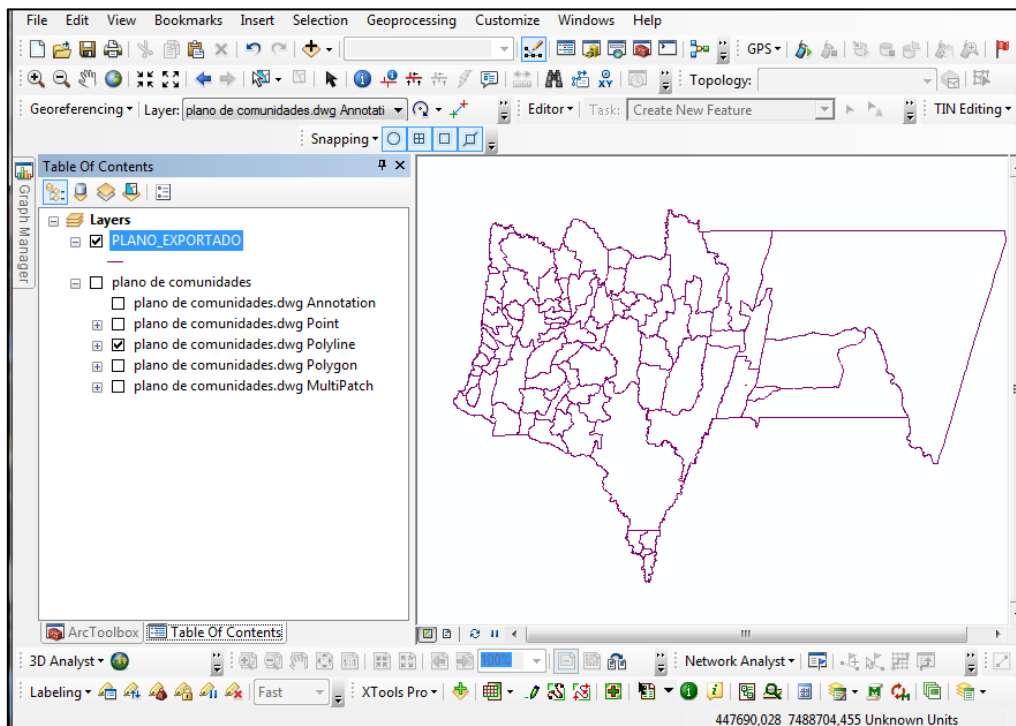 File Edit View Bookmarks Insert Selection Geoprocessing Customize Windows Help
GPS
Topology:
Georeferencing Layer: plano de comunidades.dwg Annotati Editor Task: Create New Feature TIN Editing
Snapping
Table Of Contents
Graph Manager
Layers
PLANO_EXPORTADO
plano de comunidades
plano de comunidades.dwg Annotation
plano de comunidades.dwg Point
plano de comunidades.dwg Polyline
plano de comunidades.dwg Polygon
plano de comunidades.dwg MultiPatch
ArcToolbox Table Of Contents
3D Analyst 100% Network Analyst
Labeling Fast XTools Pro
447690,028 7488704,455 Unknown Units